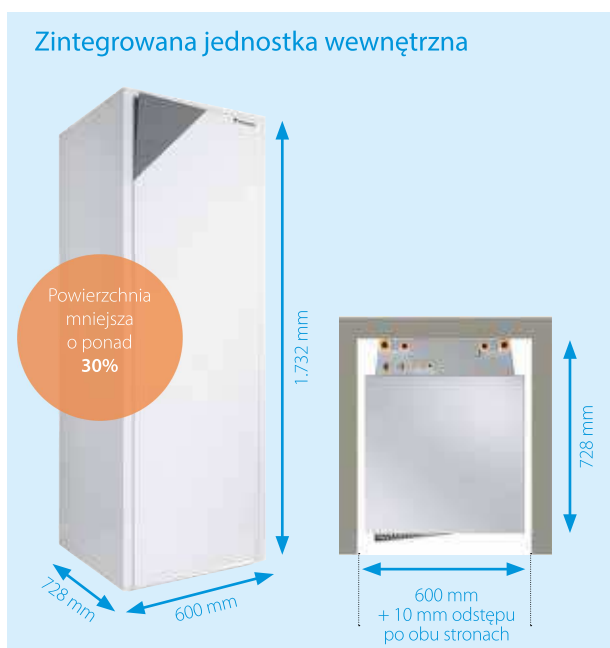 Zintegrowana jednostka wewnętrzna
Powierzchnia
mniejsza
o ponad
30%
1.732 mm
728 mm
600 mm
728 mm
600 mm
+ 10 mm odstępu
po obu stronach